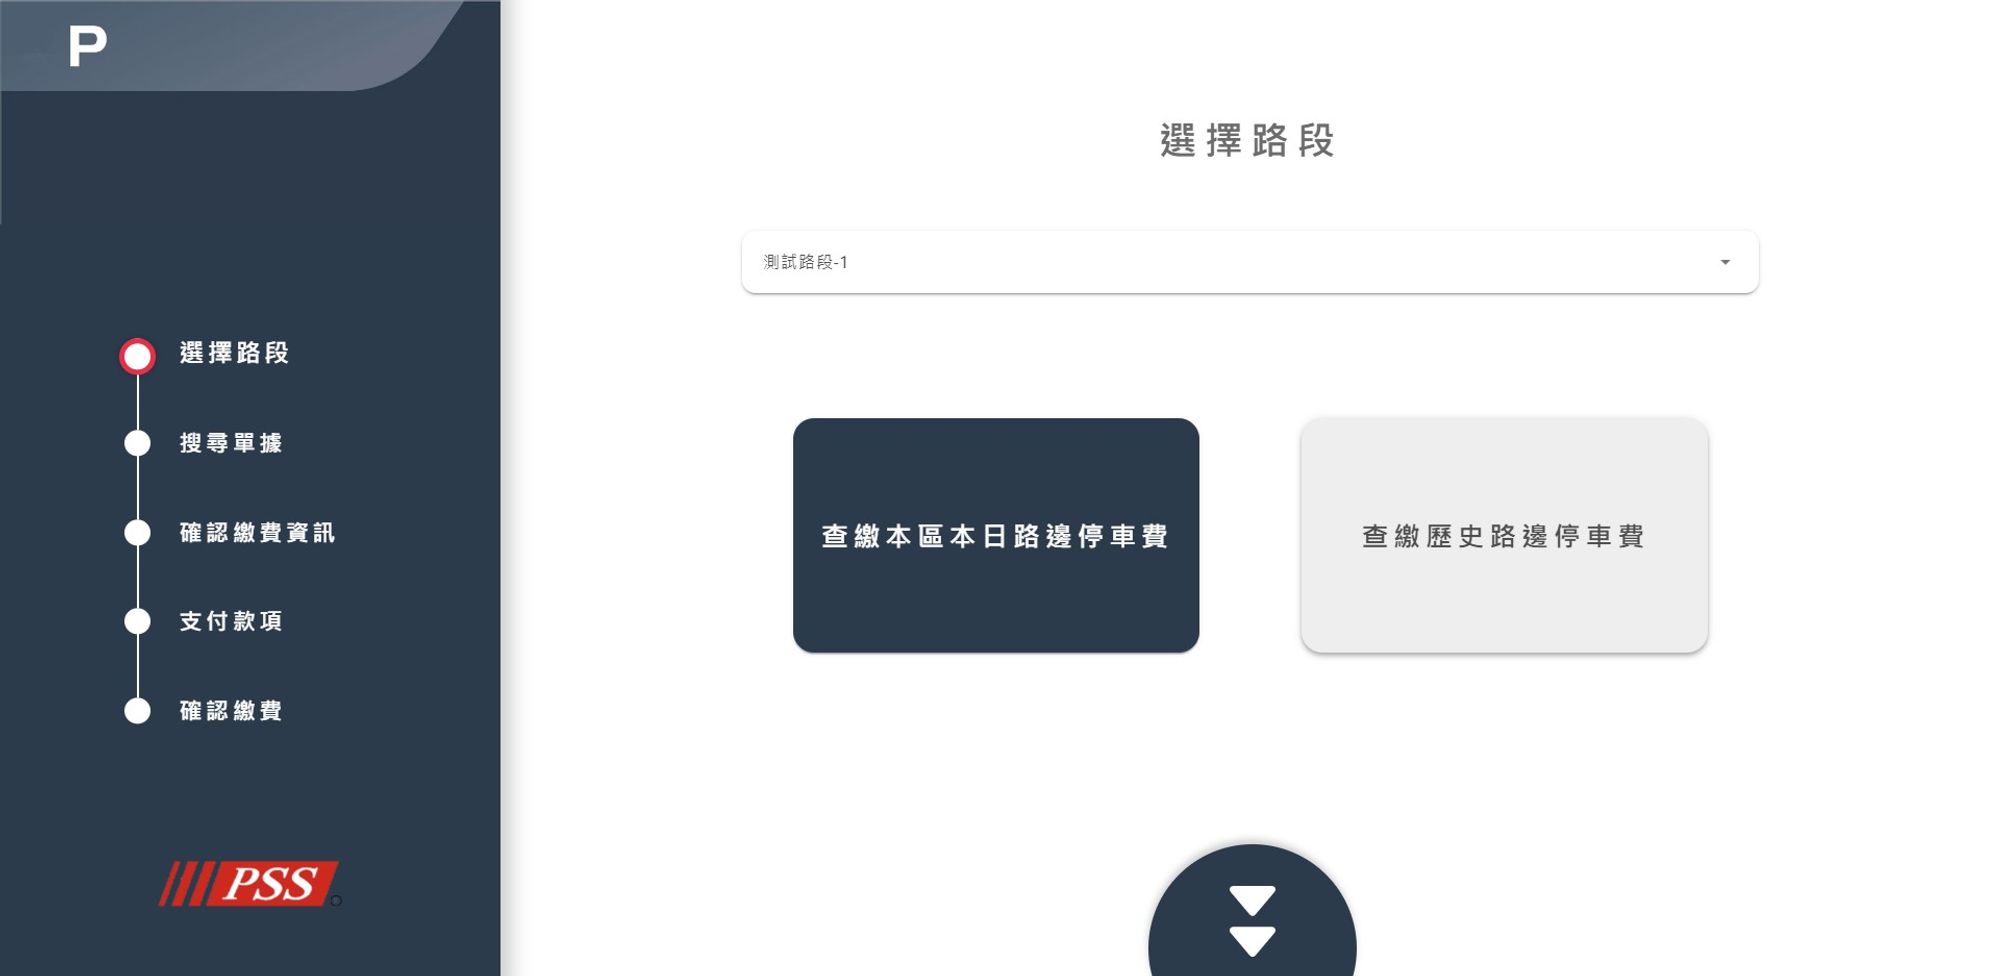 P
選擇路段
搜尋單據
確認繳費資訊
支付款項
確認繳費
PSS
選擇路段
測試路段-1
查繳本區本日路邊停車費
查繳歷史路邊停車費